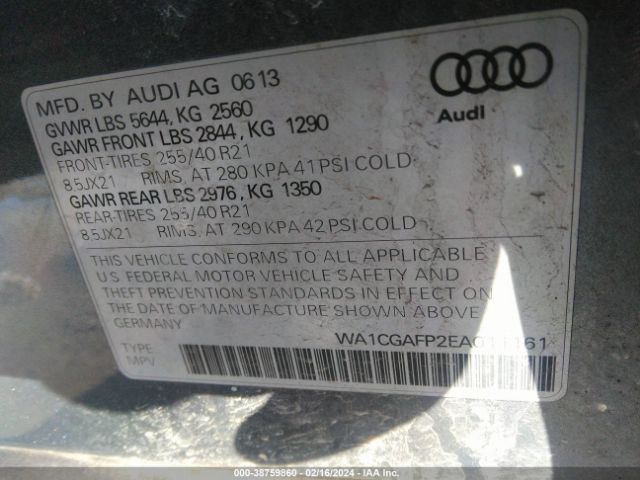 MFD. BY AUDI AG 06 13
GVWR LBS 5644, KG 2560
GAWR FRONT LBS 2844, KG 1290
FRONT-TIRES 255/40 R21
8.5JX21 RIMS, AT 280 KPA 41 PSI COLD
GAWR REAR LBS 2976, KG 1350
REAR-TIRES 255/40 R21
8.5JX21 RIMS, AT 290 KPA 42 PSI COLD
Audi
THIS VEHICLE CONFORMS TO ALL APPLICABLE
U.S. FEDERAL MOTOR VEHICLE SAFETY AND
THEFT PREVENTION STANDARDS IN EFFECT ON
THE DATE OF MANUFACTURE SHOWN ABOVE.
GERMANY
TYPE:
MPV
000-38759860 - 02/16/2024 - IAA Inc.